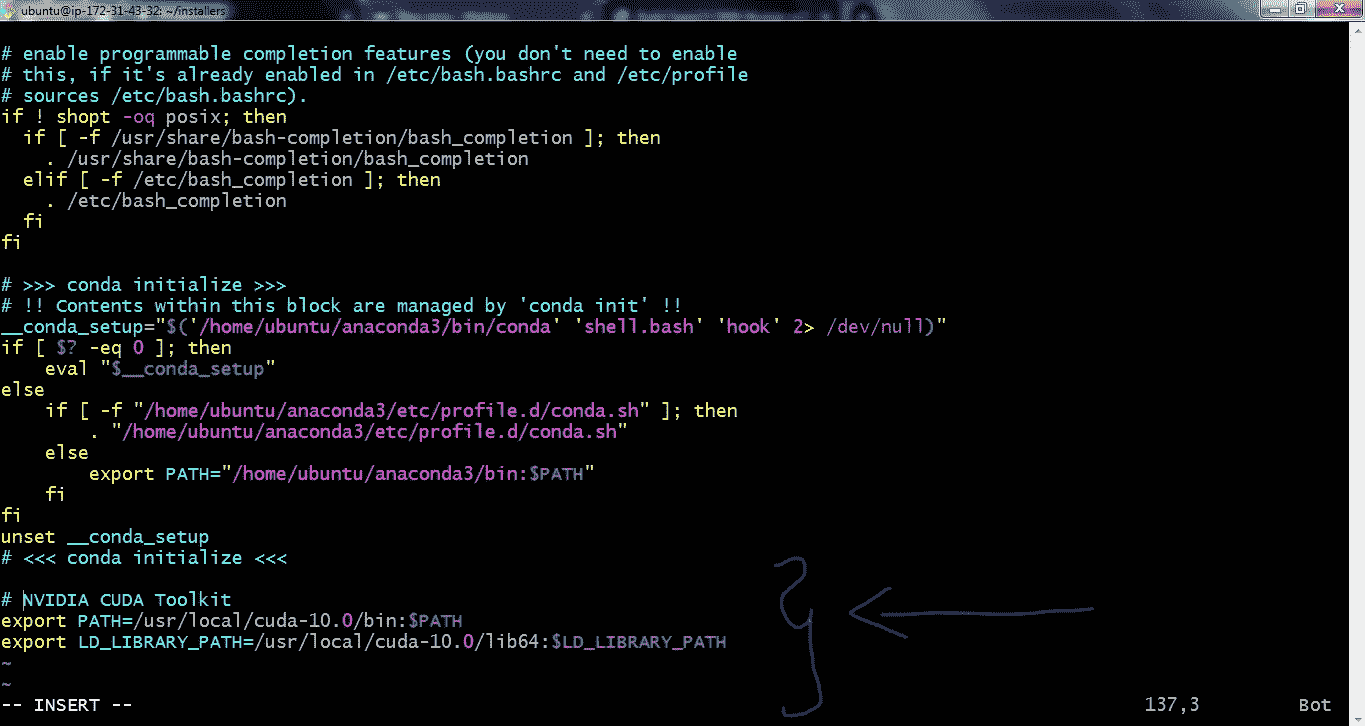 ubuntu@ip-172-31-43-32: ~/installers
# enable programmable completion features (you don't need to enable
# this, if it's already enabled in /etc/bash.bashrc and /etc/profile
# sources /etc/bash.bashrc).
if ! shopt -oq posix; then
  if [ -f /usr/share/bash-completion/bash_completion ]; then
    . /usr/share/bash-completion/bash_completion
  elif [ -f /etc/bash_completion ]; then
    . /etc/bash_completion
  fi
fi
# >>> conda initialize >>>
# !! Contents within this block are managed by 'conda init' !!
__conda_setup="$('/home/ubuntu/anaconda3/bin/conda' 'shell.bash' 'hook' 2> /dev/null)"
if [ $? -eq 0 ]; then
    eval "$__conda_setup"
else
    if [ -f "/home/ubuntu/anaconda3/etc/profile.d/conda.sh" ]; then
        . "/home/ubuntu/anaconda3/etc/profile.d/conda.sh"
    else
        export PATH="/home/ubuntu/anaconda3/bin:$PATH"
    fi
fi
unset __conda_setup
# <<< conda initialize <<<
# NVIDIA CUDA Toolkit
export PATH=/usr/local/cuda-10.0/bin:$PATH
export LD_LIBRARY_PATH=/usr/local/cuda-10.0/lib64:$LD_LIBRARY_PATH
~
~
-- INSERT -- 137,3 Bot